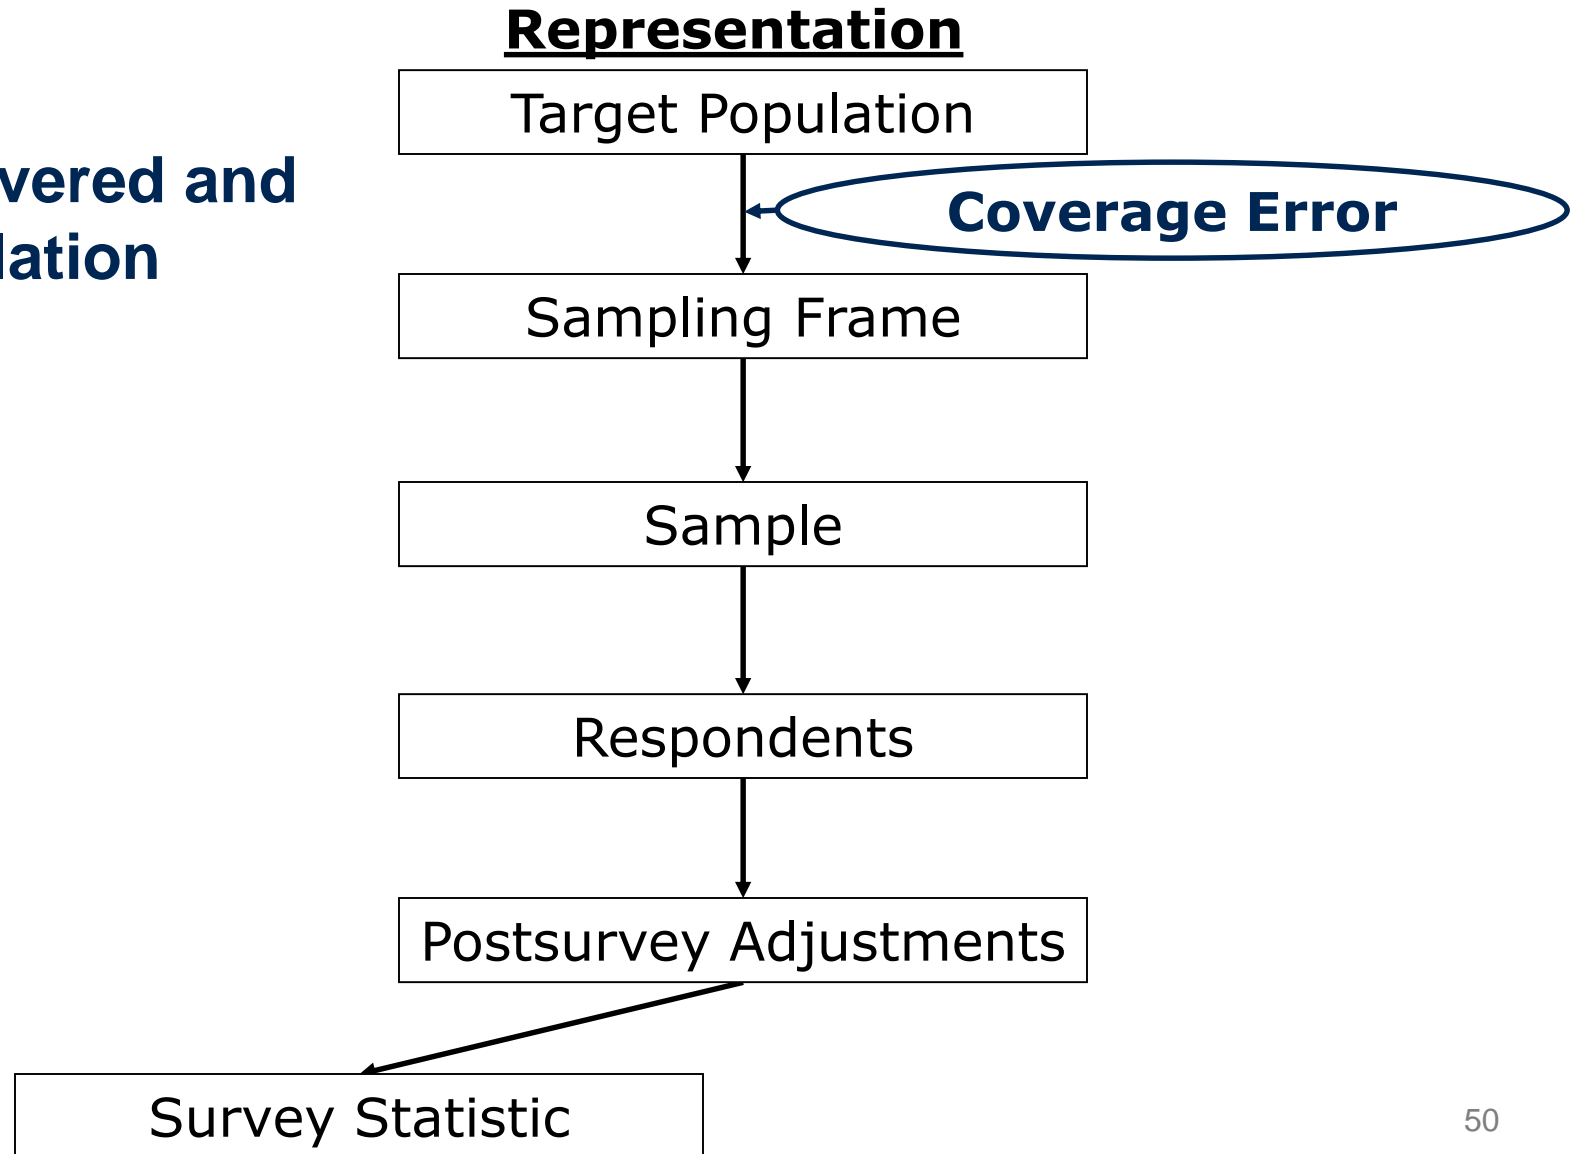 Representation
Target Population
vered and
lation
Coverage Error
Sampling Frame
Sample
Respondents
Postsurvey Adjustments
Survey Statistic
50